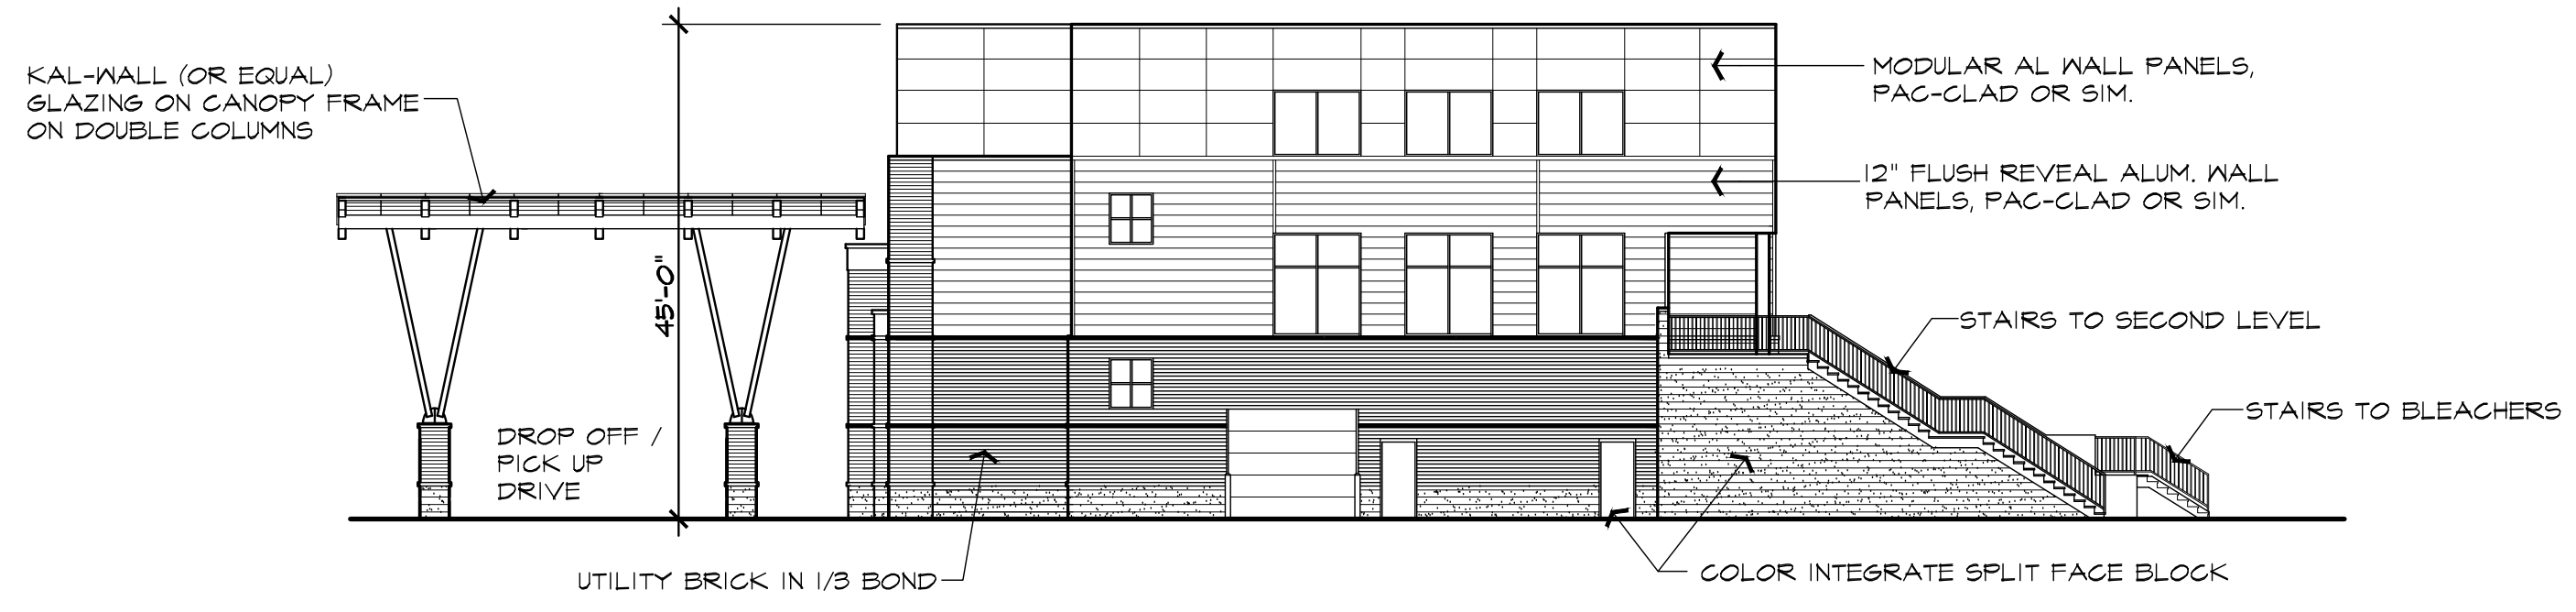 KAL-WALL (OR EQUAL)
GLAZING ON CANOPY FRAME
ON DOUBLE COLUMNS
45'-0"
DROP OFF /
PICK UP
DRIVE
MODULAR AL WALL PANELS,
PAC-CLAD OR SIM.
12" FLUSH REVEAL ALUM. WALL
PANELS, PAC-CLAD OR SIM.
STAIRS TO SECOND LEVEL
STAIRS TO BLEACHERS
UTILITY BRICK IN 1/3 BOND
COLOR INTEGRATE SPLIT FACE BLOCK